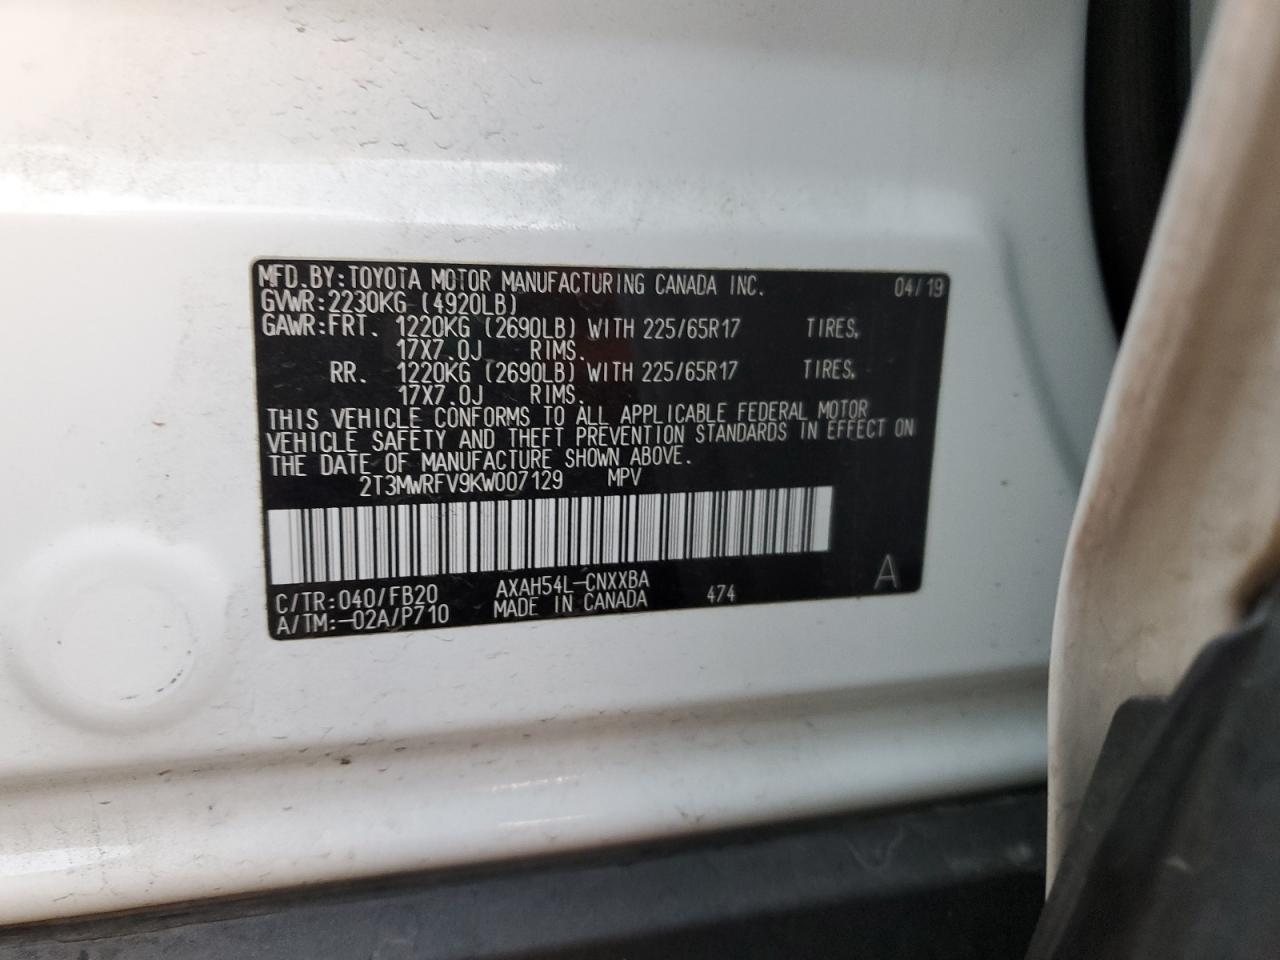 MFD.BY:TOYOTA MOTOR MANUFACTURING CANADA INC. 04/19
GVWR:2230KG (4920LB)
GAWR:FRT. 1220KG (2690LB) WITH 225/65R17 TIRES,
17X7.0J RIMS.
RR. 1220KG (2690LB) WITH 225/65R17 TIRES,
17X7.0J RIMS.
THIS VEHICLE CONFORMS TO ALL APPLICABLE FEDERAL MOTOR
VEHICLE SAFETY AND THEFT PREVENTION STANDARDS IN EFFECT ON
THE DATE OF MANUFACTURE SHOWN ABOVE.
2T3MWRFV9KW007129 MPV
C/TR:040/FB20 AXAH54L-CNXXBA A
A/TM:-02A/P710 MADE IN CANADA 474